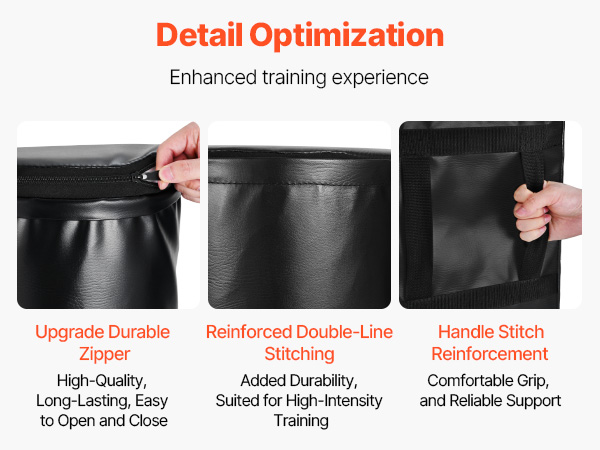 Detail Optimization
Enhanced training experience
Upgrade Durable
Zipper
High-Quality,
Long-Lasting, Easy
to Open and Close
Reinforced Double-Line
Stitching
Added Durability,
Suited for High-Intensity
Training
Handle Stitch
Reinforcement
Comfortable Grip,
and Reliable Support